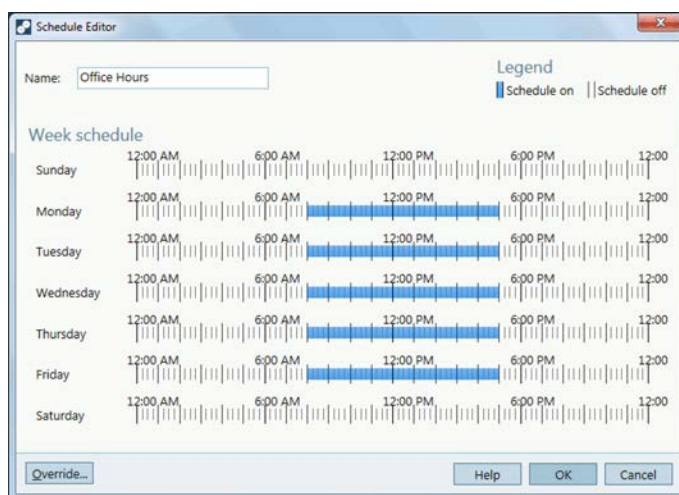 Schedule Editor
Name: Office Hours
Legend
Schedule on Schedule off
Week schedule
12:00 AM 6:00 AM 12:00 PM 6:00 PM 12:00
Sunday
12:00 AM 6:00 AM 12:00 PM 6:00 PM 12:00
Monday
12:00 AM 6:00 AM 12:00 PM 6:00 PM 12:00
Tuesday
12:00 AM 6:00 AM 12:00 PM 6:00 PM 12:00
Wednesday
12:00 AM 6:00 AM 12:00 PM 6:00 PM 12:00
Thursday
12:00 AM 6:00 AM 12:00 PM 6:00 PM 12:00
Friday
12:00 AM 6:00 AM 12:00 PM 6:00 PM 12:00
Saturday
Override... Help OK Cancel